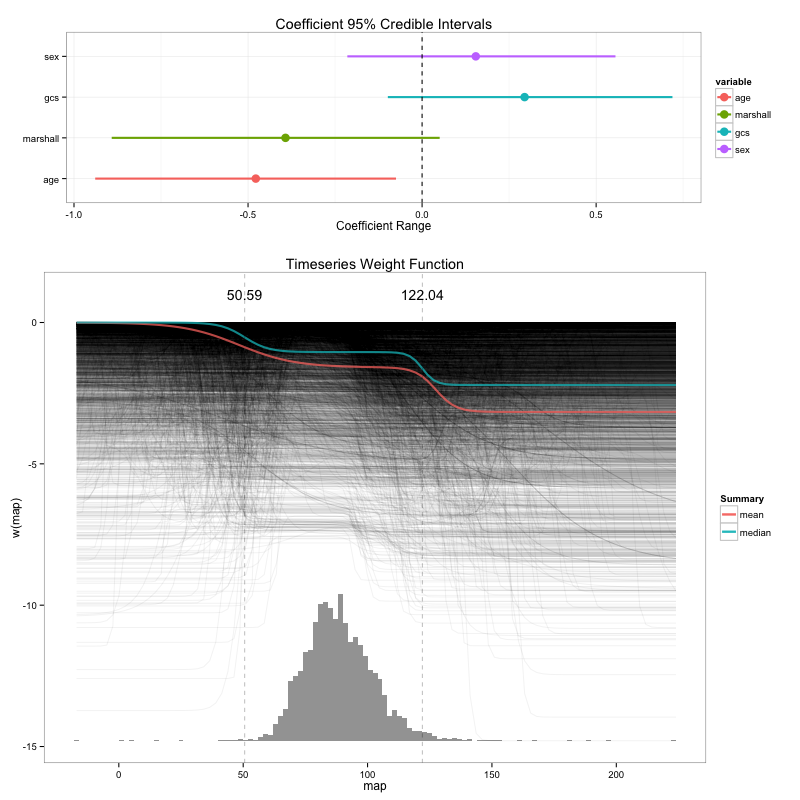 Coefficient 95% Credible Intervals
sex
gcs
marshall
age
-1.0
-0.5
0.0
0.5
Coefficient Range
variable
age
marshall
gcs
sex
Timeseries Weight Function
50.59
122.04
0
-5
-10
-15
w(map)
0
50
100
150
200
map
Summary
mean
median